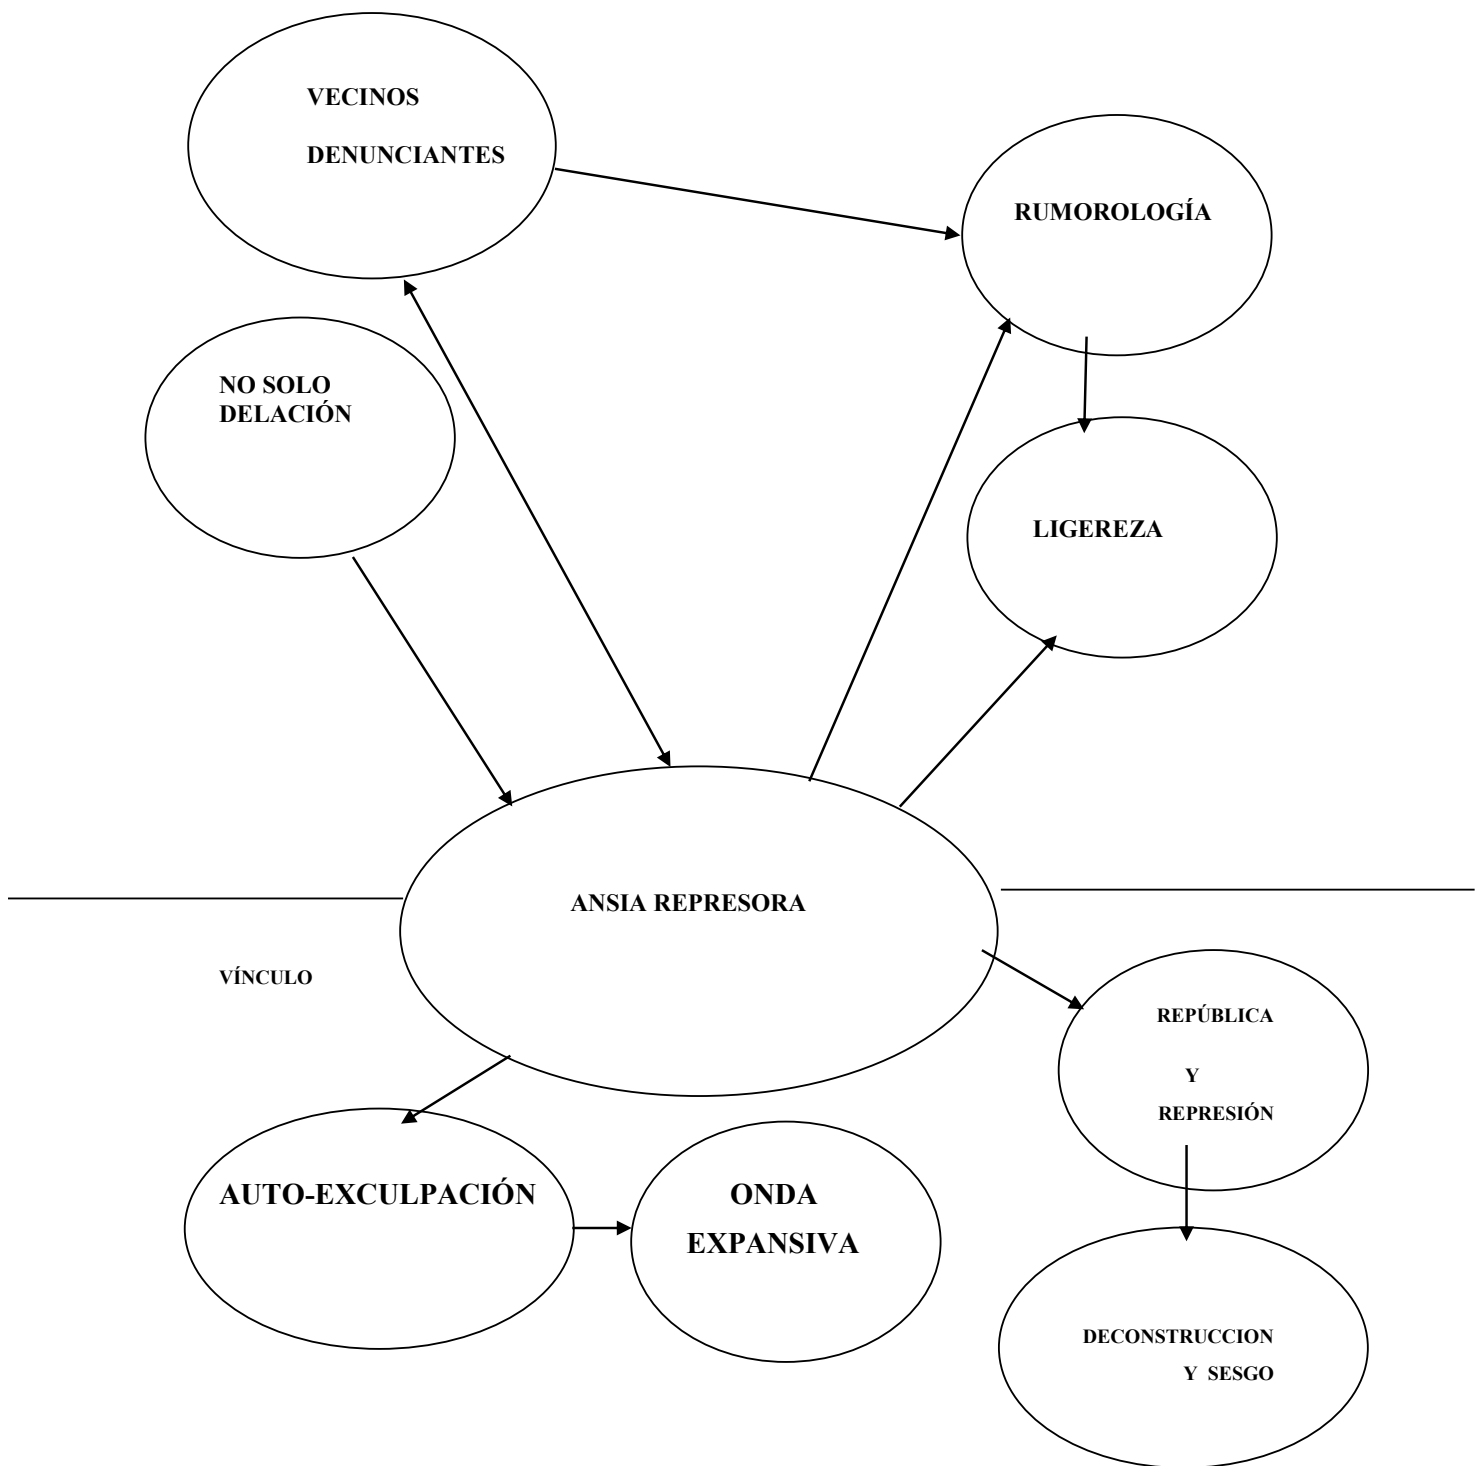 VECINOS
DENUNCIANTES
RUMOROLOGÍA
NO SOLO
DELACIÓN
LIGEREZA
ANSIA REPRESORA
VÍNCULO
REPÚBLICA
Y
REPRESIÓN
AUTO-EXCULPACIÓN
ONDA
EXPANSIVA
DECONSTRUCCION
Y SESGO